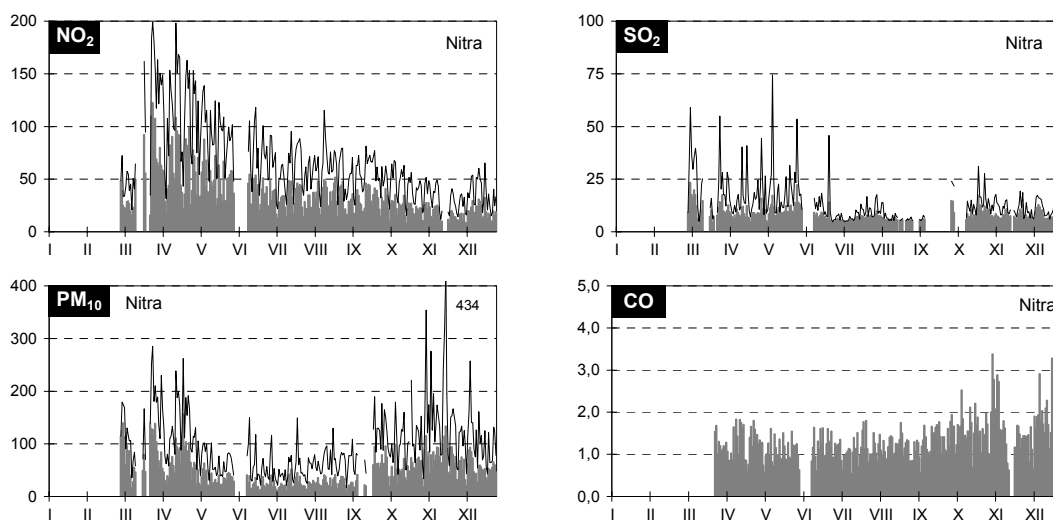 NO₂
Nitra
200
150
100
50
0
I II III IV V VI VII VIII IX X XI XII
SO₂
Nitra
100
75
50
25
0
I II III IV V VI VII VIII IX X XI XII
PM₁₀ Nitra
434
400
300
200
100
0
I II III IV V VI VII VIII IX X XI XII
CO
Nitra
5,0
4,0
3,0
2,0
1,0
0,0
I II III IV V VI VII VIII IX X XI XII